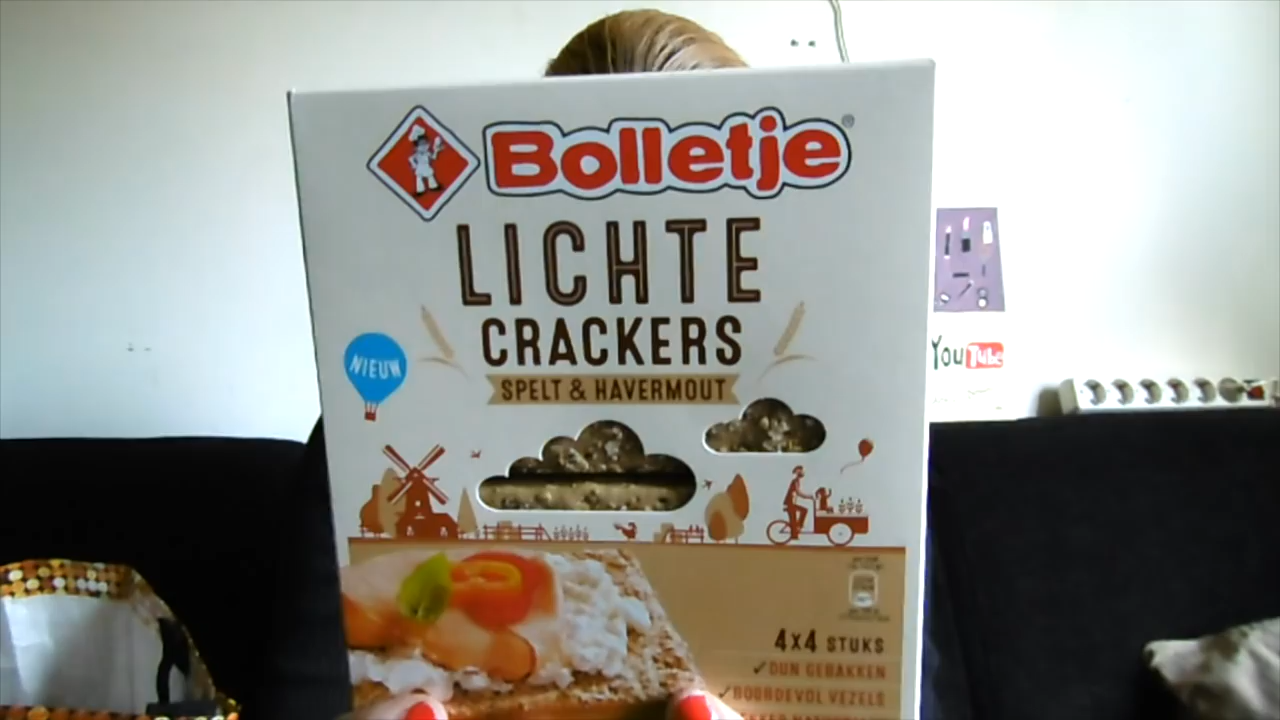 Bolletje®
LICHTE
CRACKERS
SPELT & HAVERMOUT
NIEUW
YouTube
4x4 STUKS
✓DUN GEBAKKEN
✓BOORDEVOL VEZELS